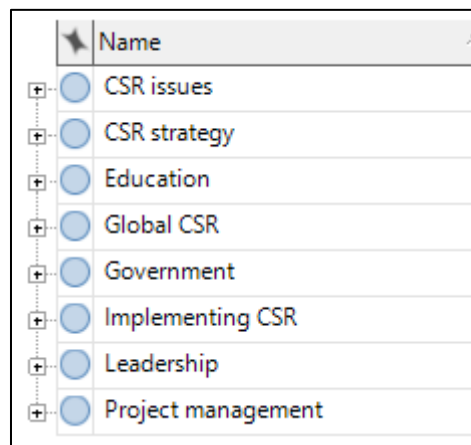 Name
CSR issues
CSR strategy
Education
Global CSR
Government
Implementing CSR
Leadership
Project management